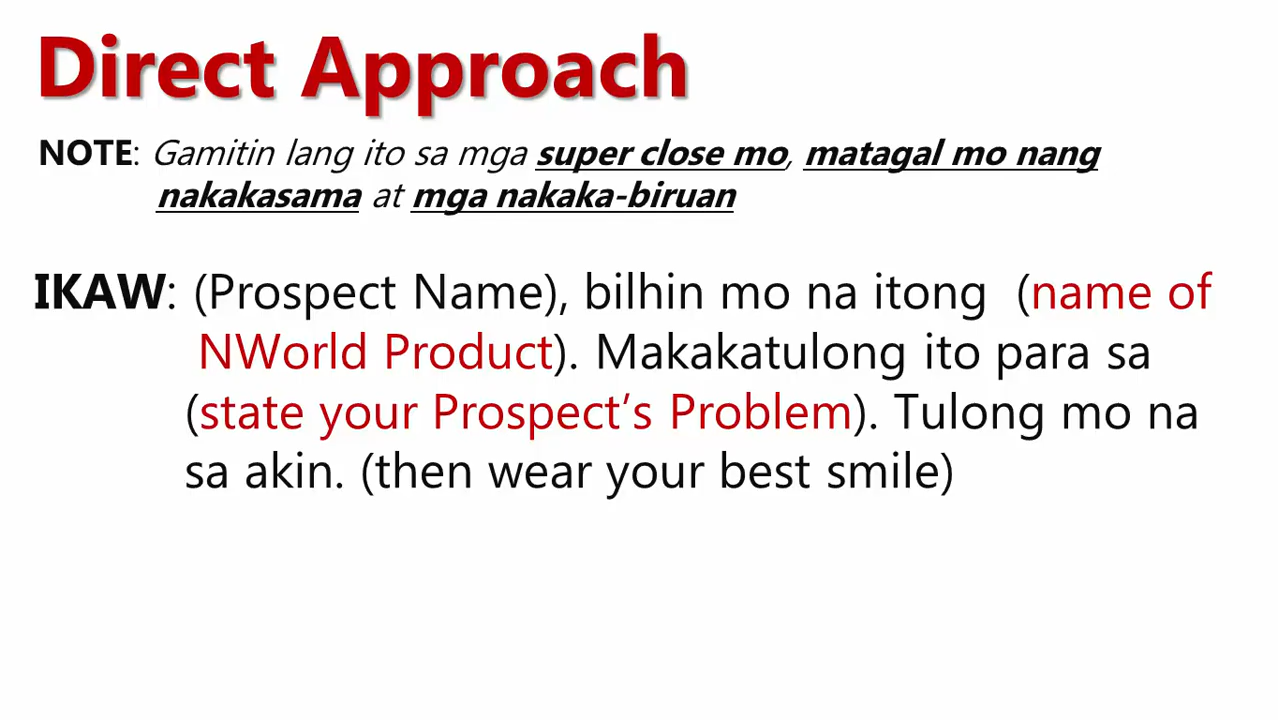 Direct Approach
NOTE: Gamitin lang ito sa mga super close mo, matagal mo nang
nakakasama at mga nakaka-biruan
IKAW: (Prospect Name), bilhin mo na itong (name of
NWorld Product). Makakatulong ito para sa
(state your Prospect’s Problem). Tulong mo na
sa akin. (then wear your best smile)